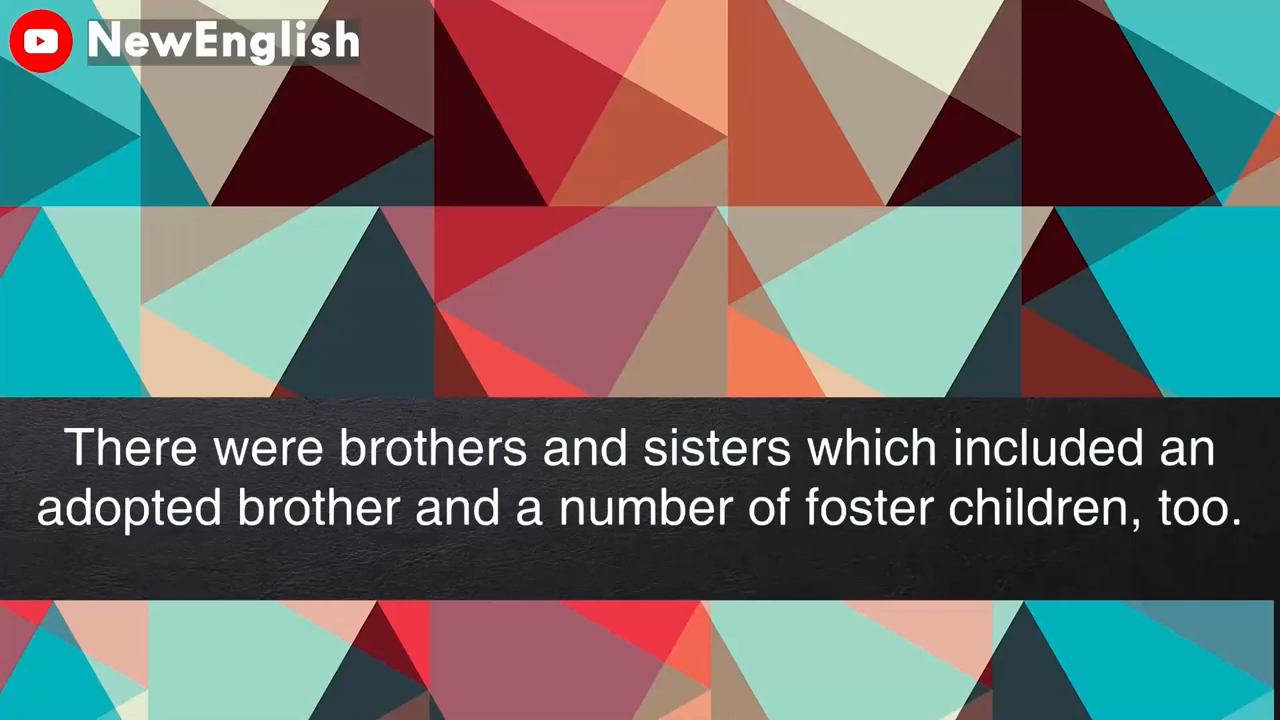 NewEnglish
There were brothers and sisters which included an
adopted brother and a number of foster children, too.